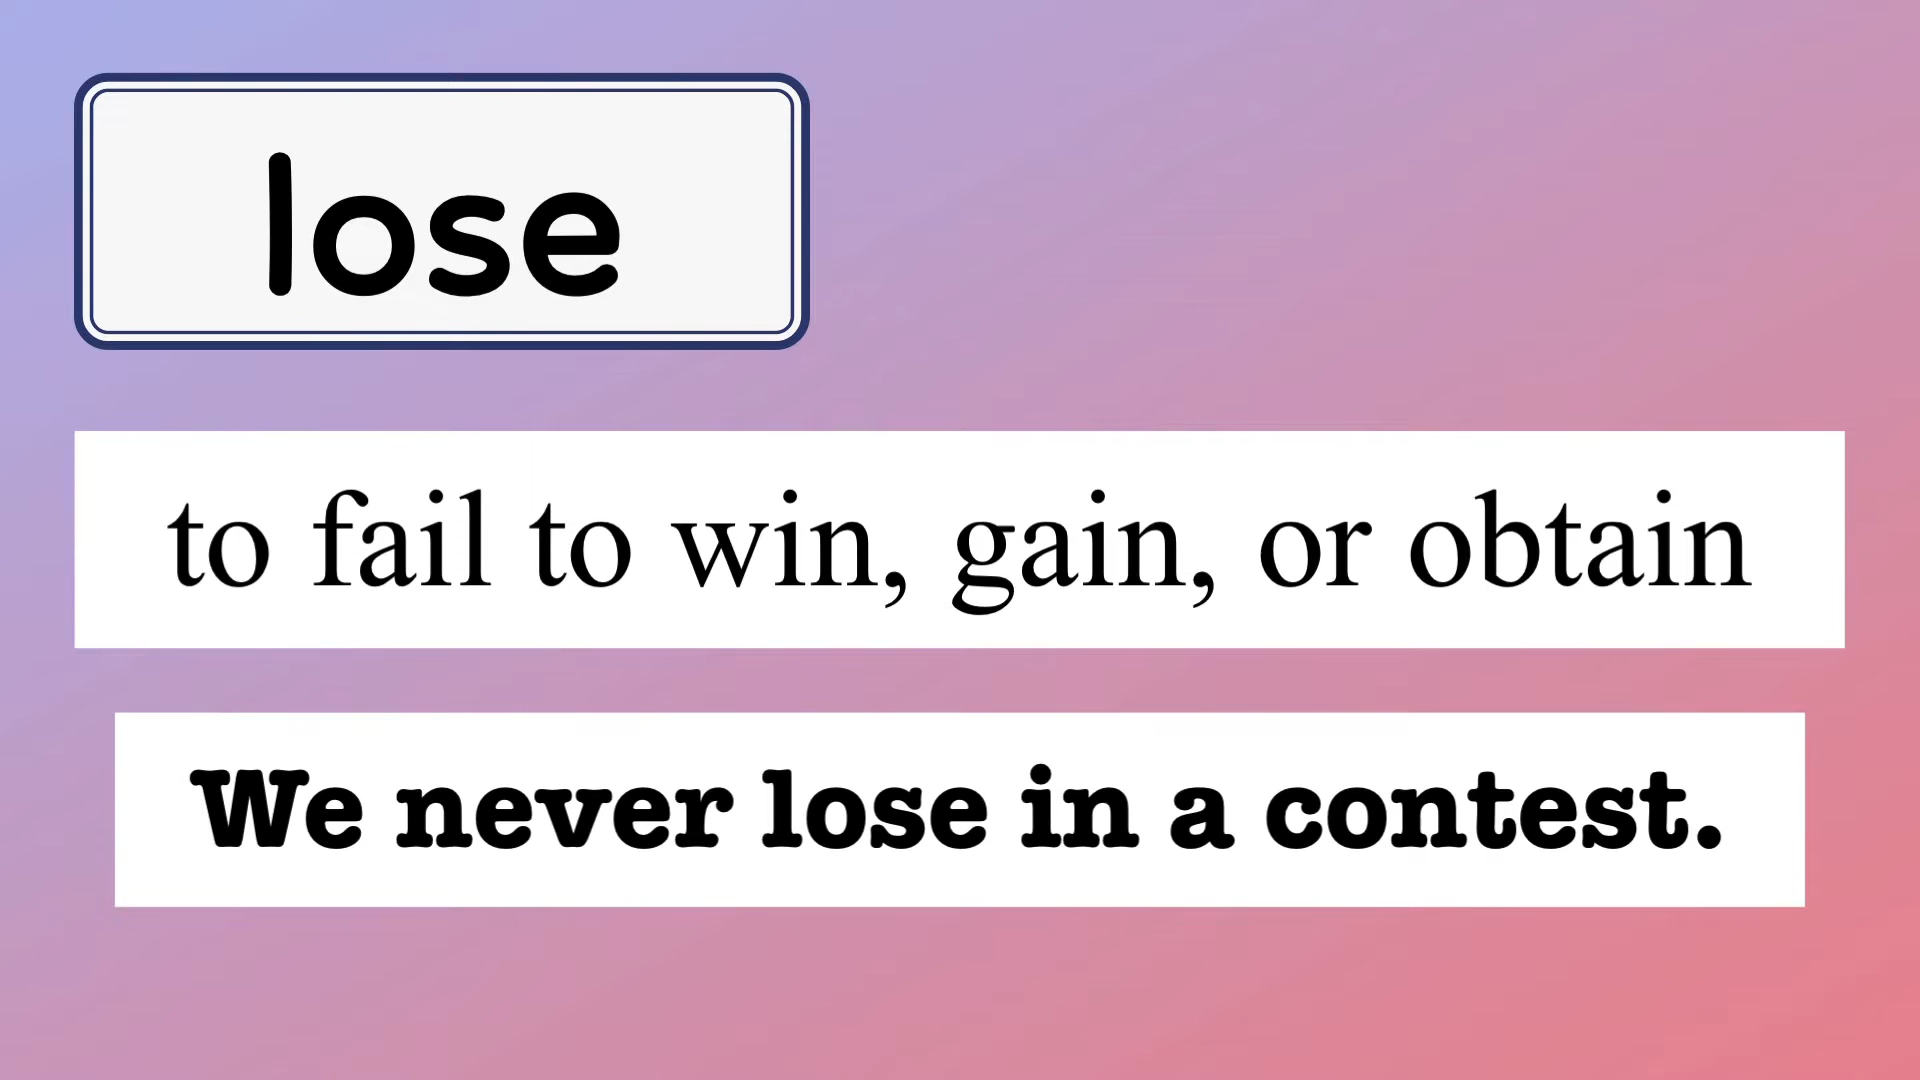 lose
to fail to win, gain, or obtain
We never lose in a contest.